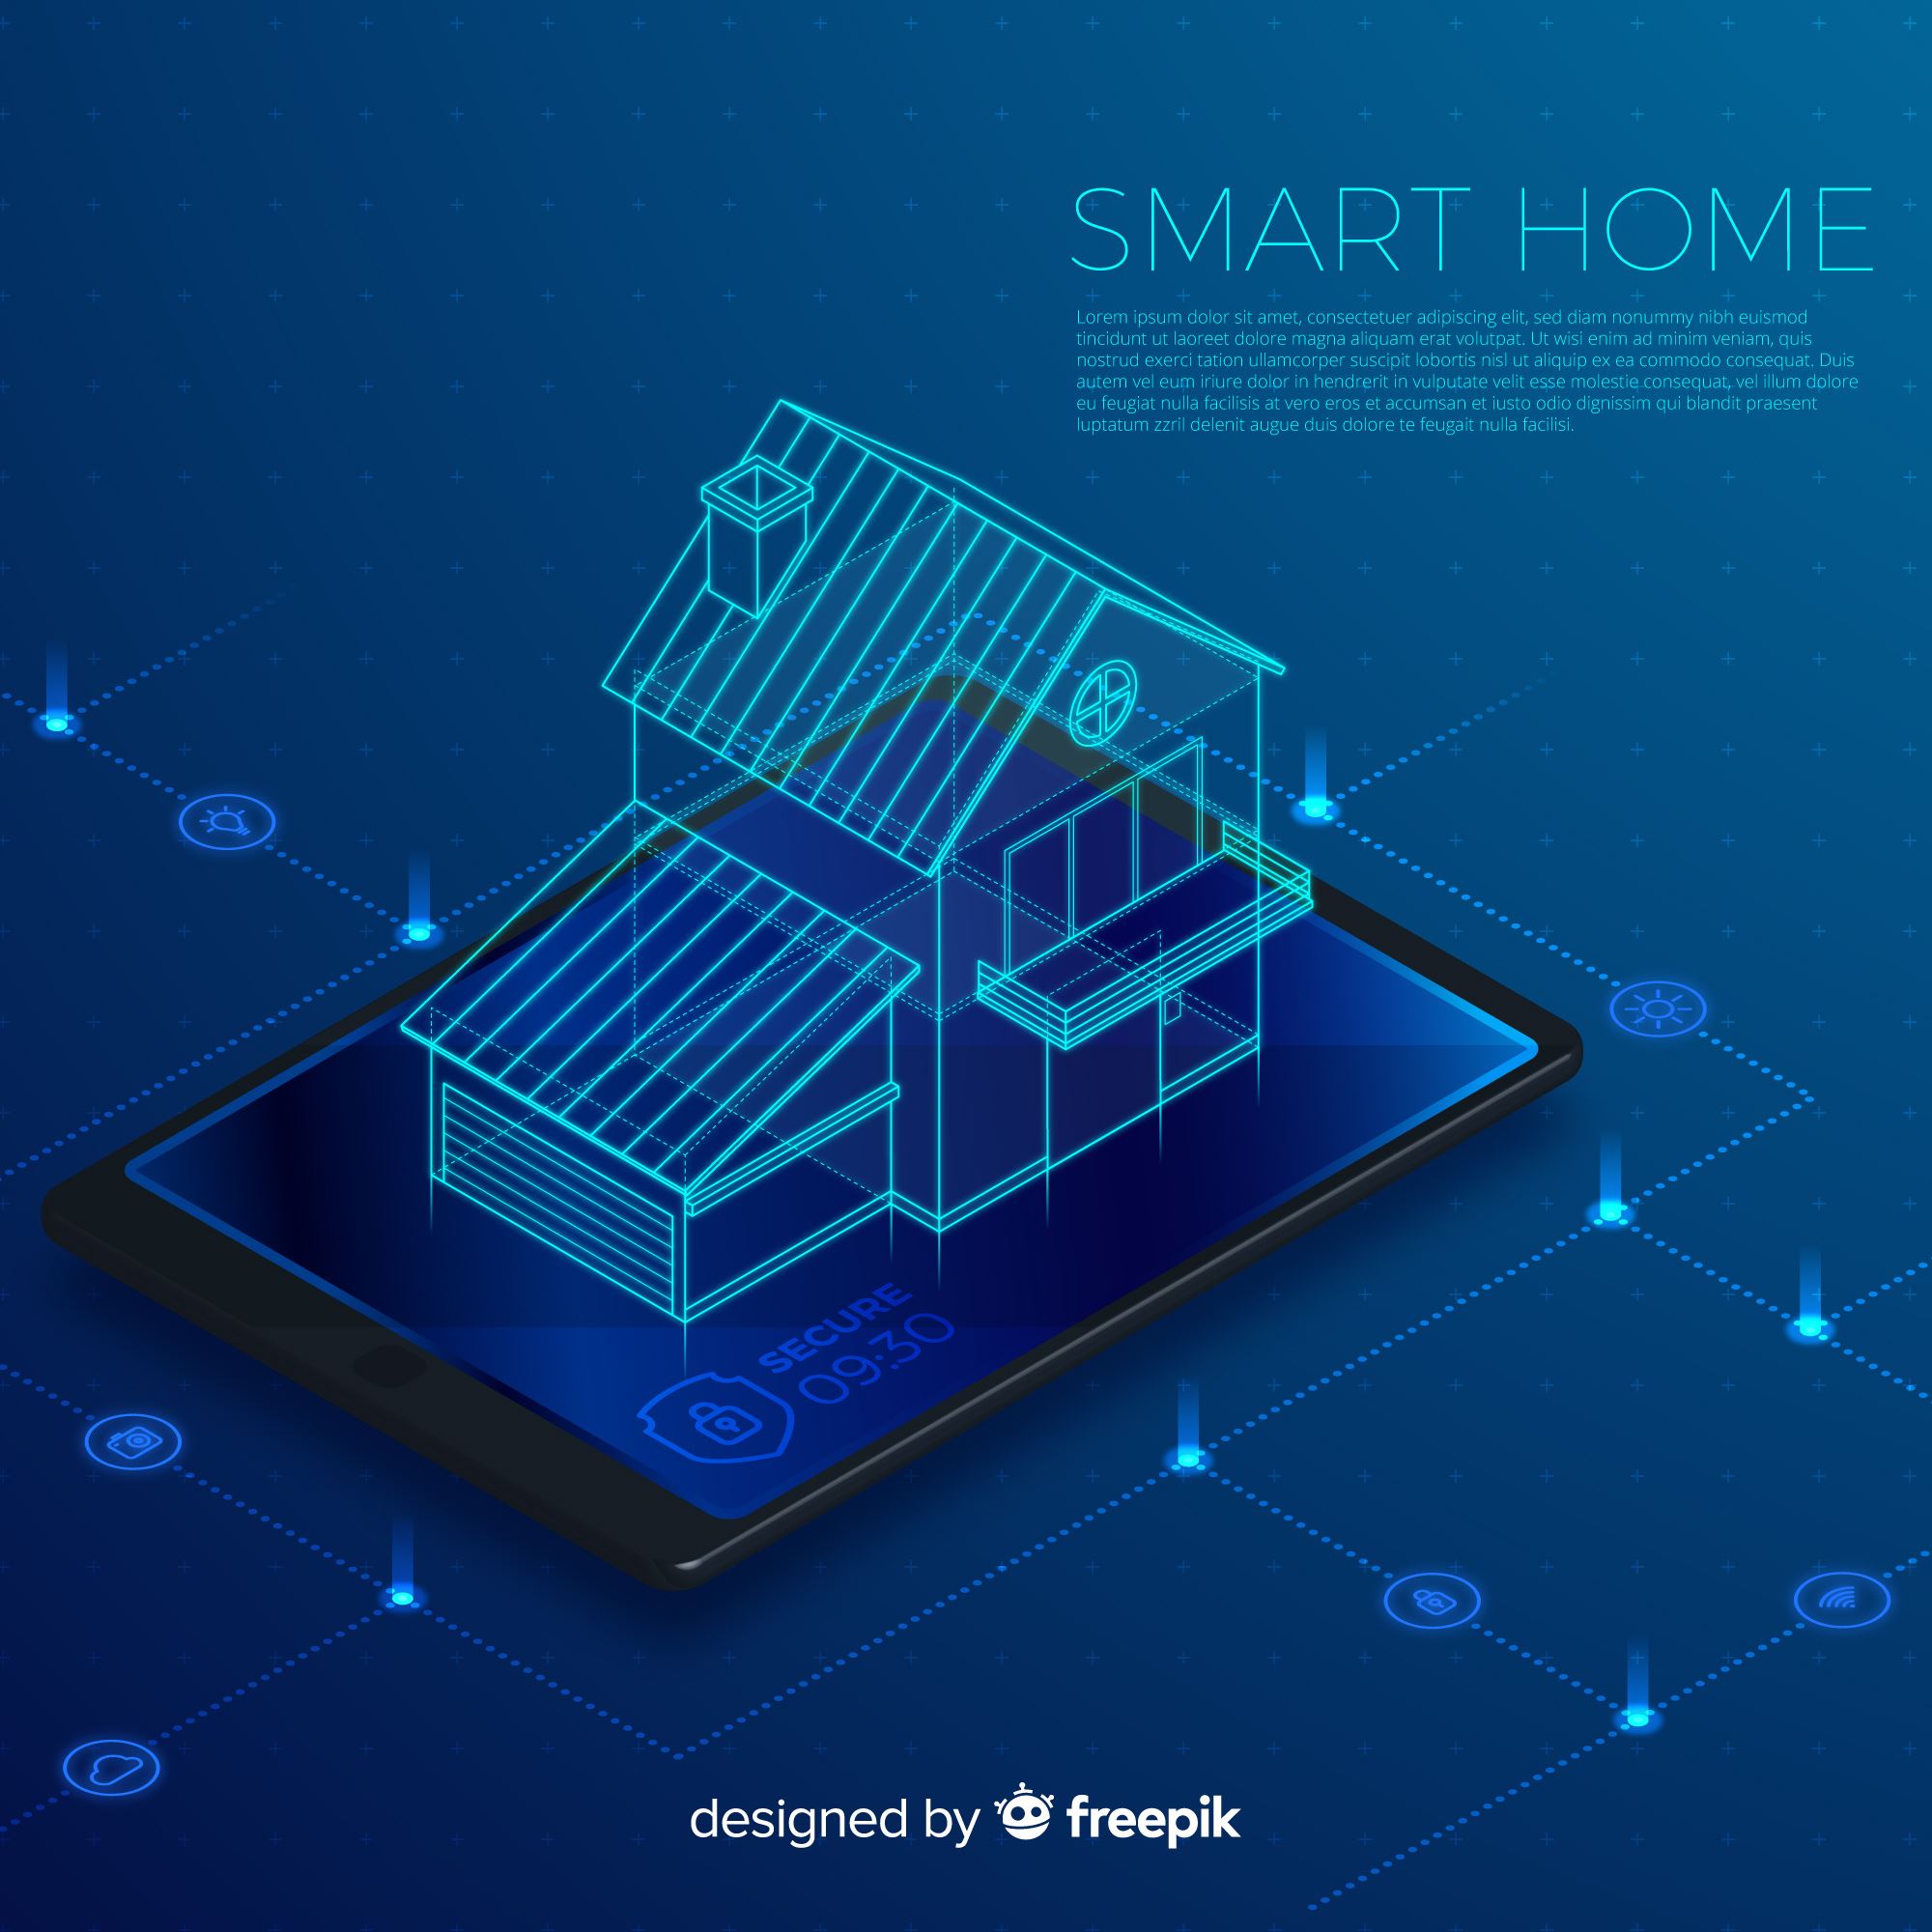 SMART HOME
Lorem ipsum dolor sit amet, consectetuer adipiscing elit, sed diam nonummy nibh euismod
tincidunt ut laoreet dolore magna aliquam erat volutpat. Ut wisi enim ad minim veniam, quis
nostrud exerci tation ullamcorper suscipit lobortis nisl ut aliquip ex ea commodo consequat. Duis
autem vel eum iriure dolor in hendrerit in vulputate velit esse molestie consequat, vel illum dolore
eu feugiat nulla facilisis at vero eros et accumsan et iusto odio dignissim qui blandit praesent
luptatum zzril delenit augue duis dolore te feugait nulla facilisi.
SECURE
09:30
designed by freepik